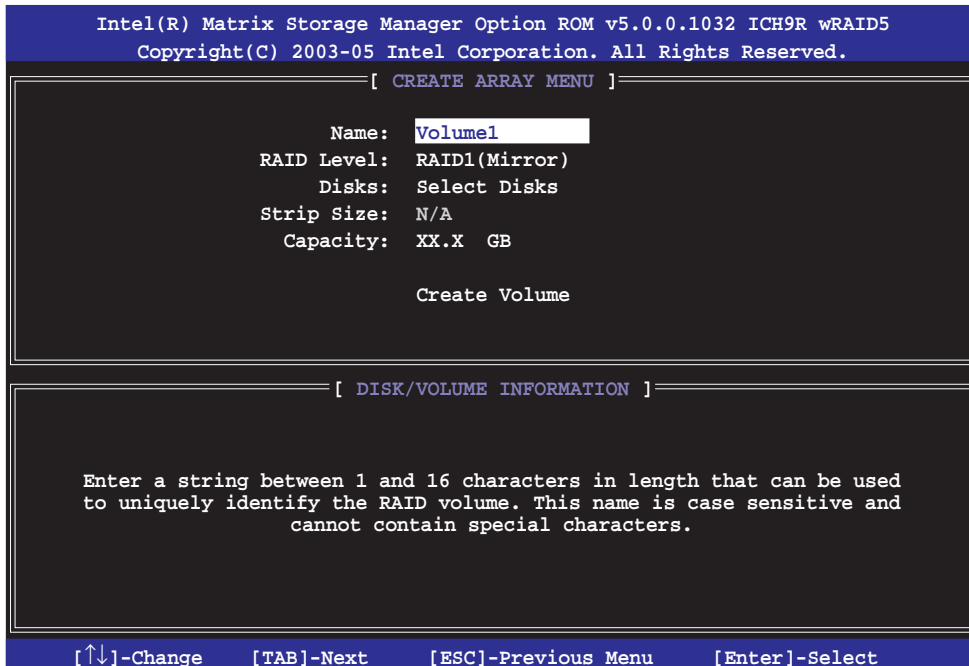 Intel(R) Matrix Storage Manager Option ROM v5.0.0.1032 ICH9R wRAID5
Copyright(C) 2003-05 Intel Corporation. All Rights Reserved.
[ CREATE ARRAY MENU ]
Name: Volume1
RAID Level: RAID1(Mirror)
Disks: Select Disks
Strip Size: N/A
Capacity: XX.X GB
Create Volume
[ DISK/VOLUME INFORMATION ]
Enter a string between 1 and 16 characters in length that can be used
to uniquely identify the RAID volume. This name is case sensitive and
cannot contain special characters.
[↑↓]-Change [TAB]-Next [ESC]-Previous Menu [Enter]-Select